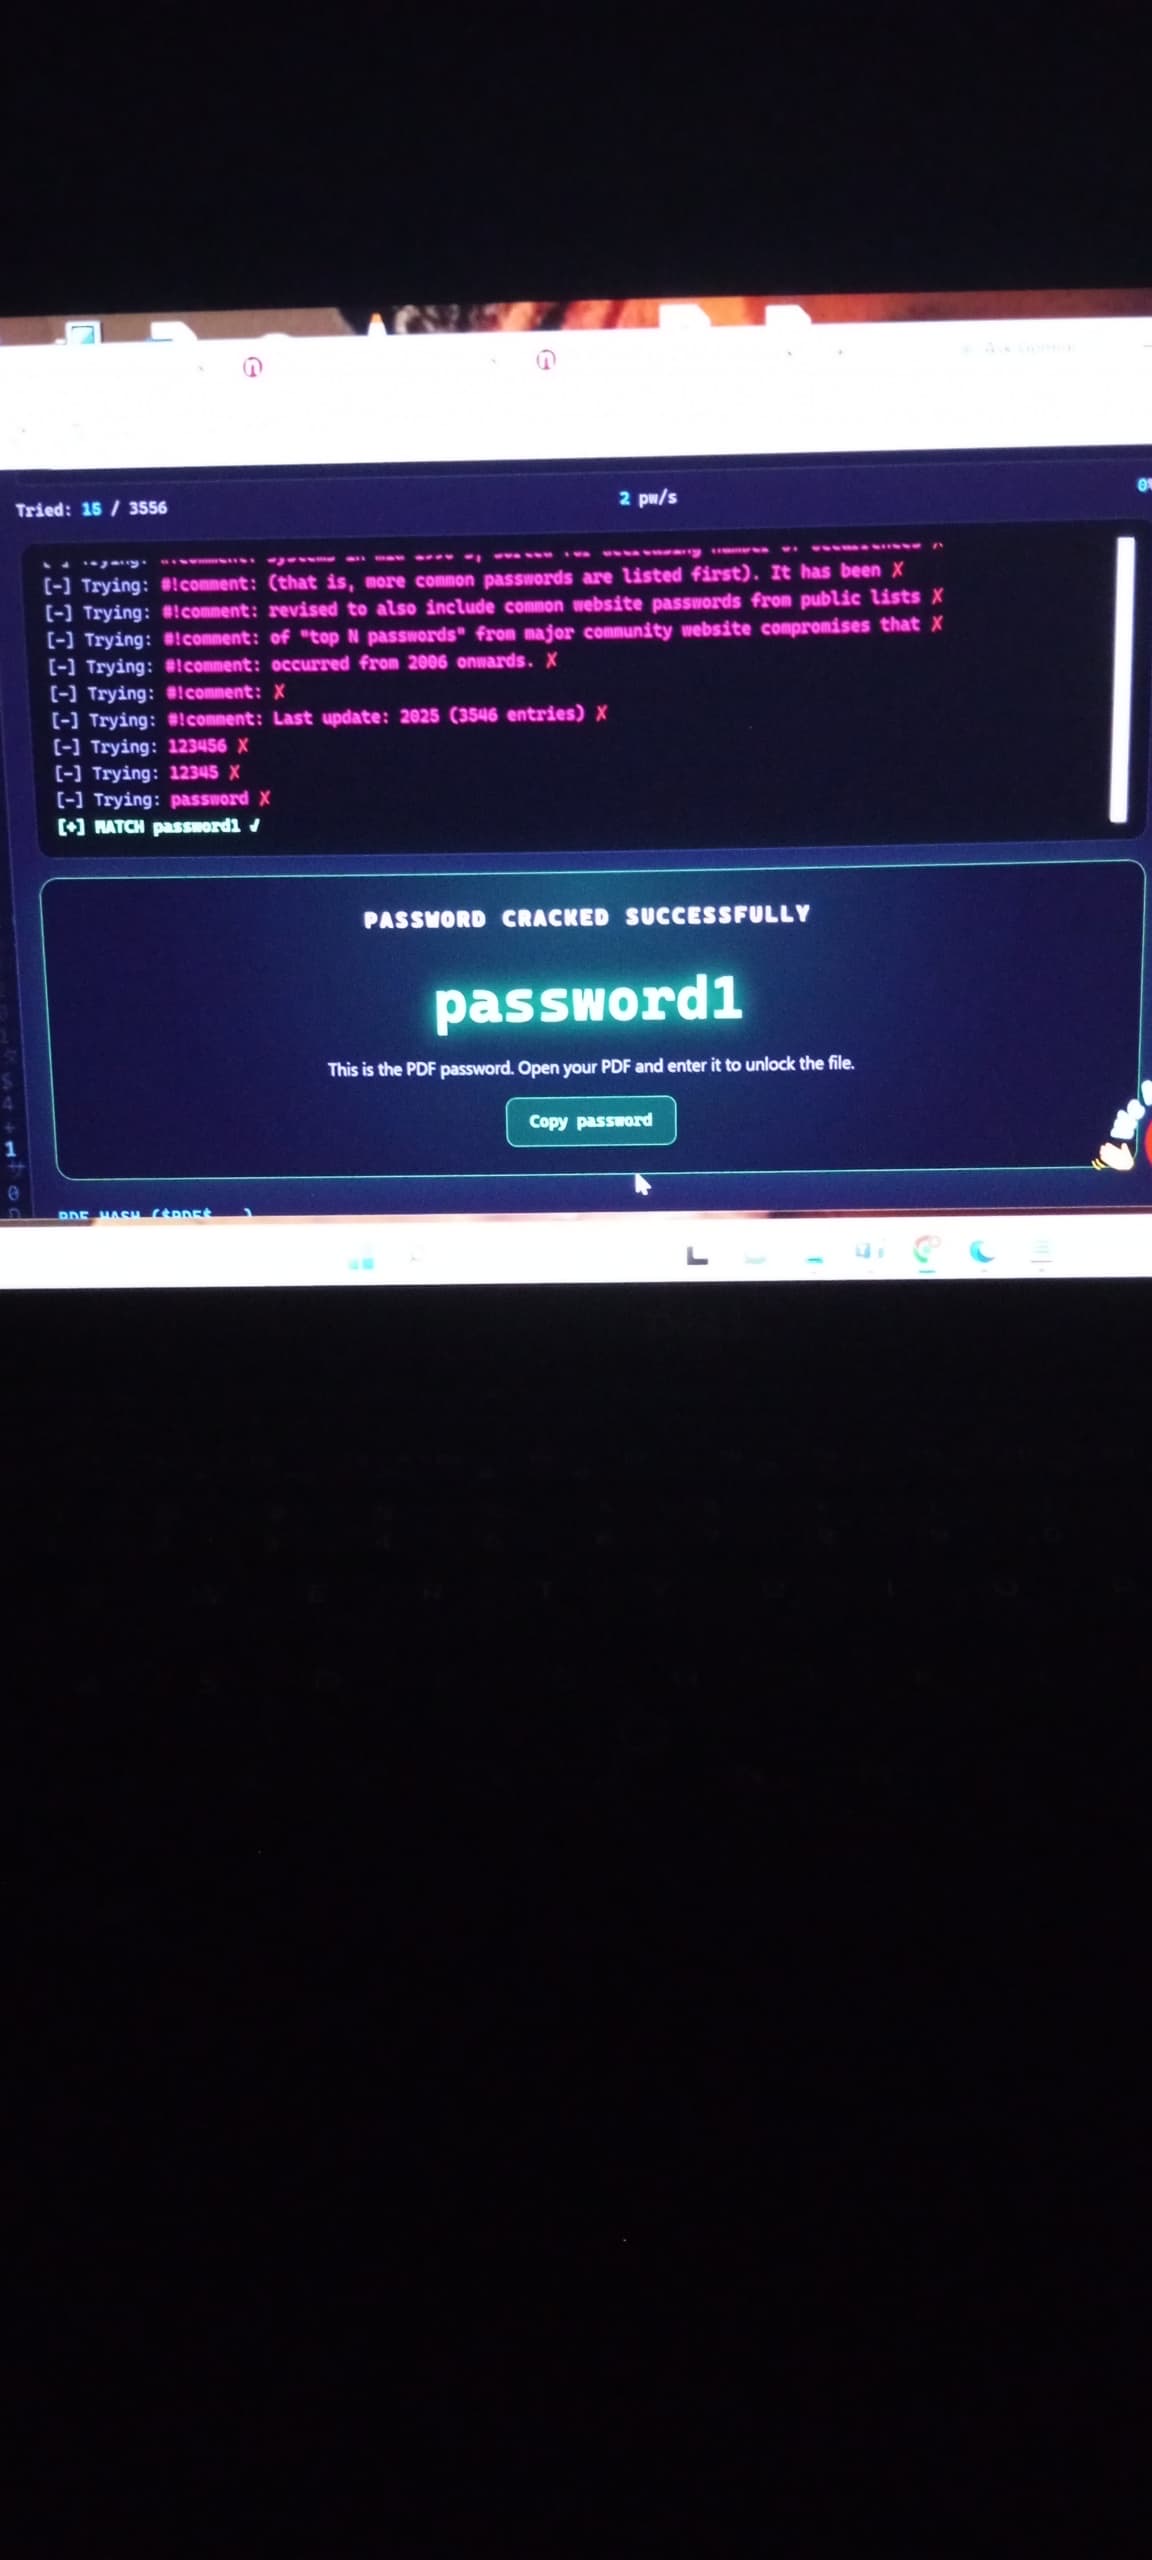 Tried: 15 / 3556
2 pw/s
[-] Trying: #!comment: (that is, more common passwords are listed first). It has been X
[-] Trying: #!comment: revised to also include common website passwords from public lists X
[-] Trying: #!comment: of "top N passwords" from major community website compromises that X
[-] Trying: #!comment: occurred from 2006 onwards. X
[-] Trying: #!comment: X
[-] Trying: #!comment: Last update: 2025 (3546 entries) X
[-] Trying: 123456 X
[-] Trying: 12345 X
[-] Trying: password X
[+] MATCH password1 ✓
PASSWORD CRACKED SUCCESSFULLY
password1
This is the PDF password. Open your PDF and enter it to unlock the file.
Copy password